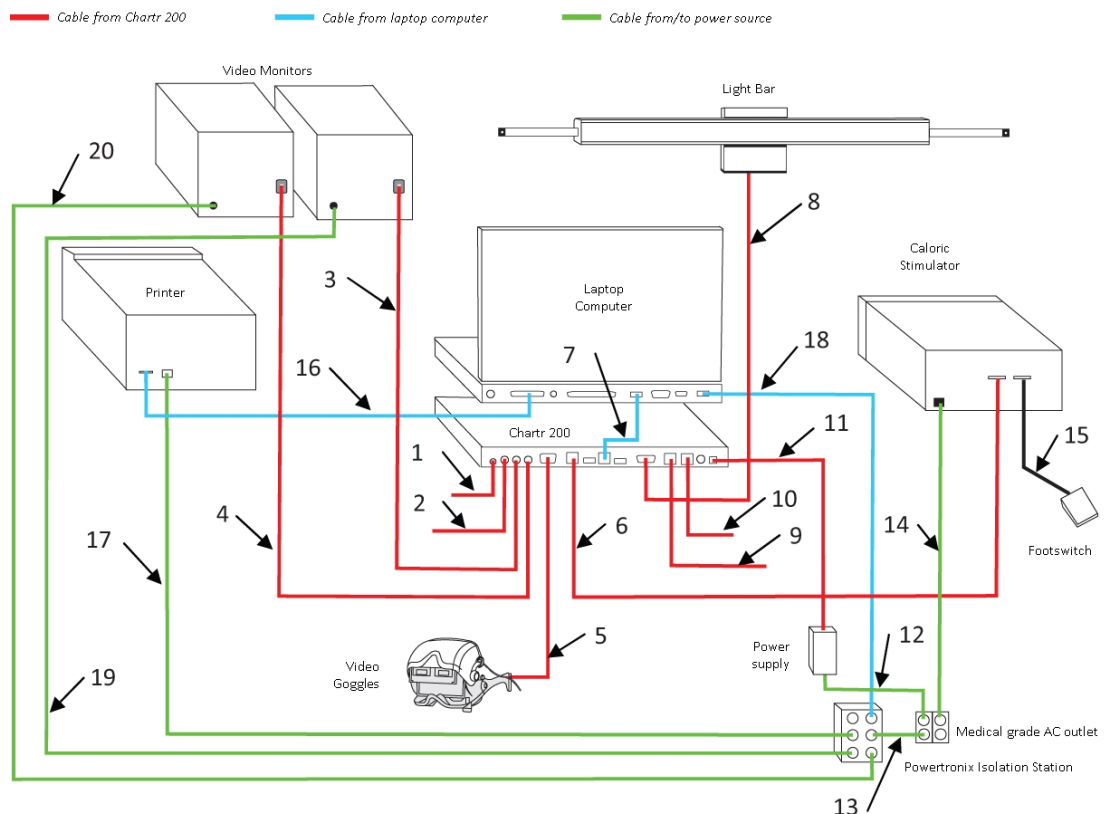 Cable from Chartr 200
Cable from laptop computer
Cable from/to power source
Video Monitors
Light Bar
20
8
Caloric
Stimulator
3
Printer
Laptop
Computer
7
18
16
Chartr 200
11
1
15
2
10
4
6
14
17
9
Footswitch
5
12
Power
supply
Video
Goggles
19
Medical grade AC outlet
Powertronix Isolation Station
13